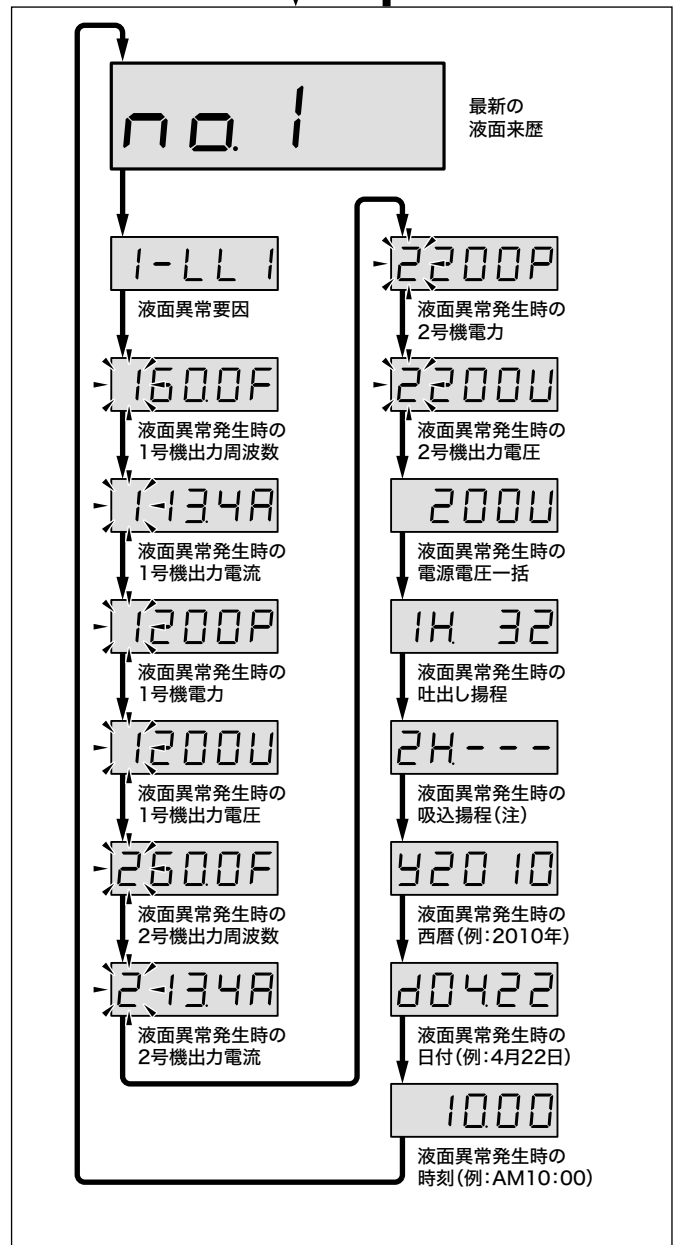 no. 1
最新の
液面来歴
1-LL1
液面異常要因
160.0F
液面異常発生時の
1号機出力周波数
113.4A
液面異常発生時の
1号機出力電流
1200P
液面異常発生時の
1号機電力
1200U
液面異常発生時の
1号機出力電圧
260.0F
液面異常発生時の
2号機出力周波数
213.4A
液面異常発生時の
2号機出力電流
2200P
液面異常発生時の
2号機電力
2200U
液面異常発生時の
2号機出力電圧
200U
液面異常発生時の
電源電圧一括
1H. 32
液面異常発生時の
吐出し揚程
2H.---
液面異常発生時の
吸込揚程(注)
y2010
液面異常発生時の
西暦(例:2010年)
d04.22
液面異常発生時の
日付(例:4月22日)
10.00
液面異常発生時の
時刻(例:AM10:00)